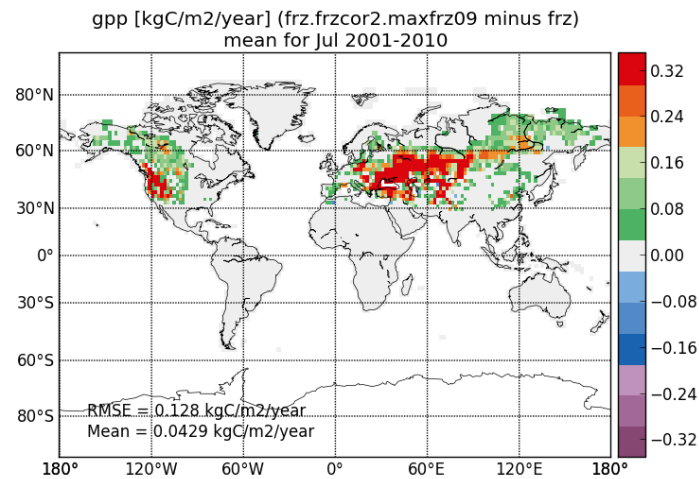 gpp [kgC/m2/year] (frz.frzcor2.maxfrz09 minus frz)
mean for Jul 2001-2010
80°N
60°N
30°N
0°
30°S
60°S
80°S
RMSE = 0.128 kgC/m2/year
Mean = 0.0429 kgC/m2/year
180°
120°W
60°W
0°
60°E
120°E
180°
0.32
0.24
0.16
0.08
0.00
−0.08
−0.16
−0.24
−0.32